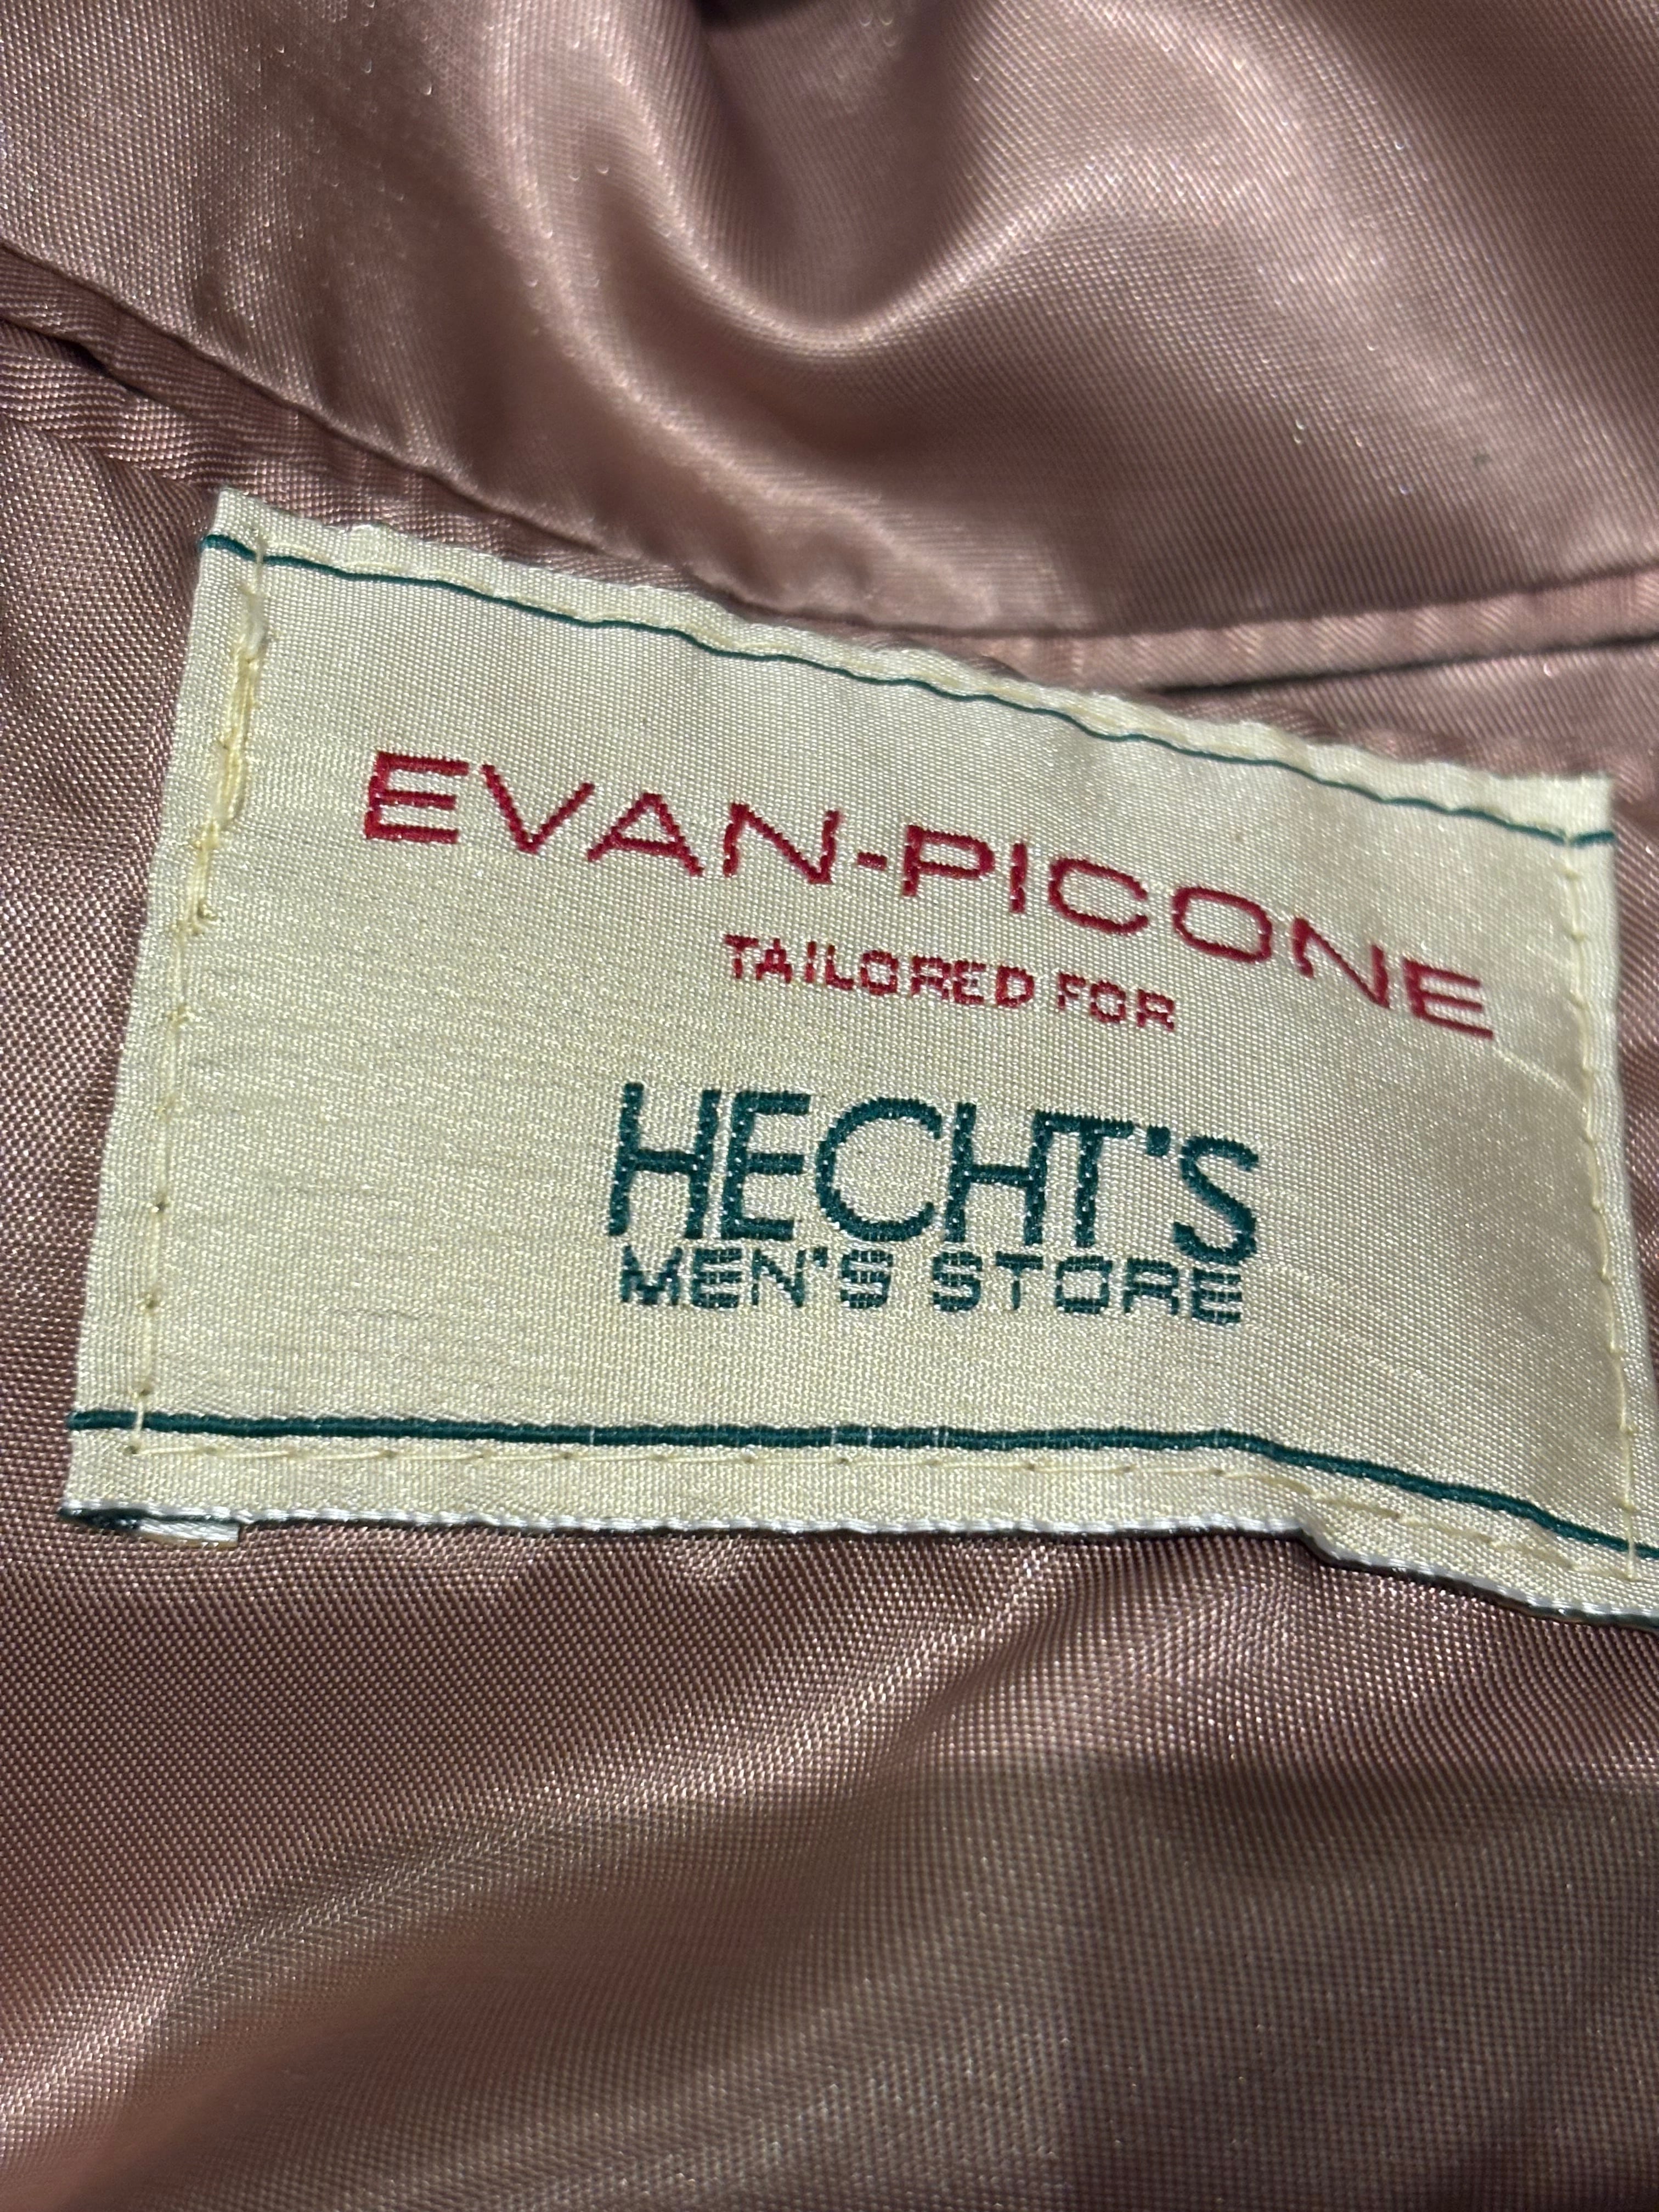 EVAN-PICONE
TAILORED FOR
HECHT'S
MEN'S STORE